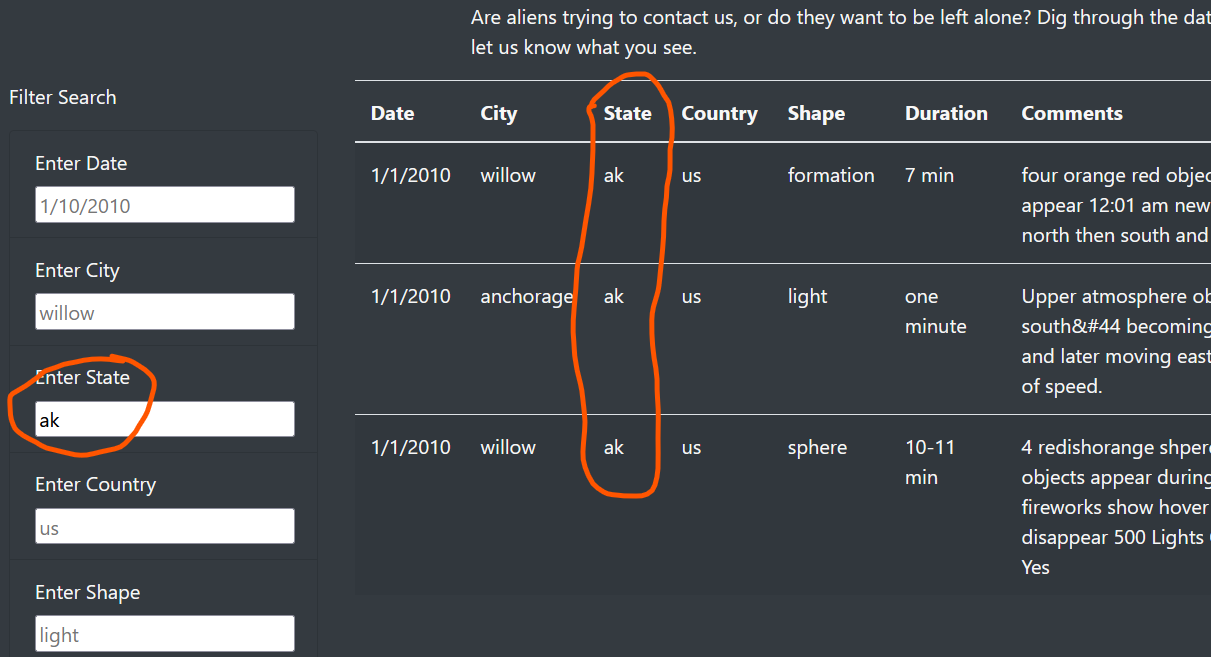 Are aliens trying to contact us, or do they want to be left alone? Dig through the
let us know what you see.
Filter Search
Enter Date
1/10/2010
Enter City
willow
Enter State
ak
Enter Country
us
Enter Shape
light
Date City State Country Shape Duration Comments
1/1/2010 willow ak us formation 7 min four orange red
appear 12:01 am new
north then south and
1/1/2010 anchorage ak us light one Upper atmosphere
minute south&#44 becoming
and later moving east
of speed.
1/1/2010 willow ak us sphere 10-11 4 redishorange
min objects appear during
fireworks show hover
disappear 500 Lights
Yes